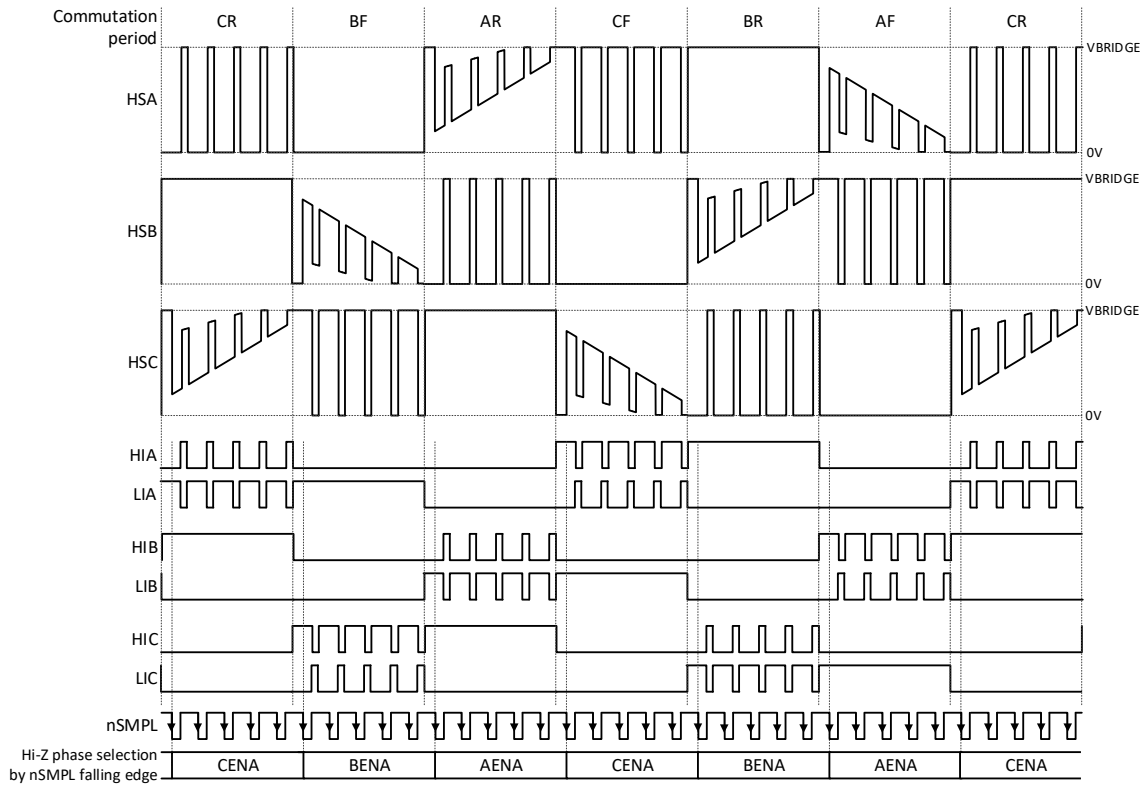 Commutation period CR BF AR CF BR AF CR
VBRIDGE
HSA
0V
VBRIDGE
HSB
0V
VBRIDGE
HSC
0V
HIA
LIA
HIB
LIB
HIC
LIC
nSMPL
Hi-Z phase selection
by nSMPL falling edge
CENA BENA AENA CENA BENA AENA CENA